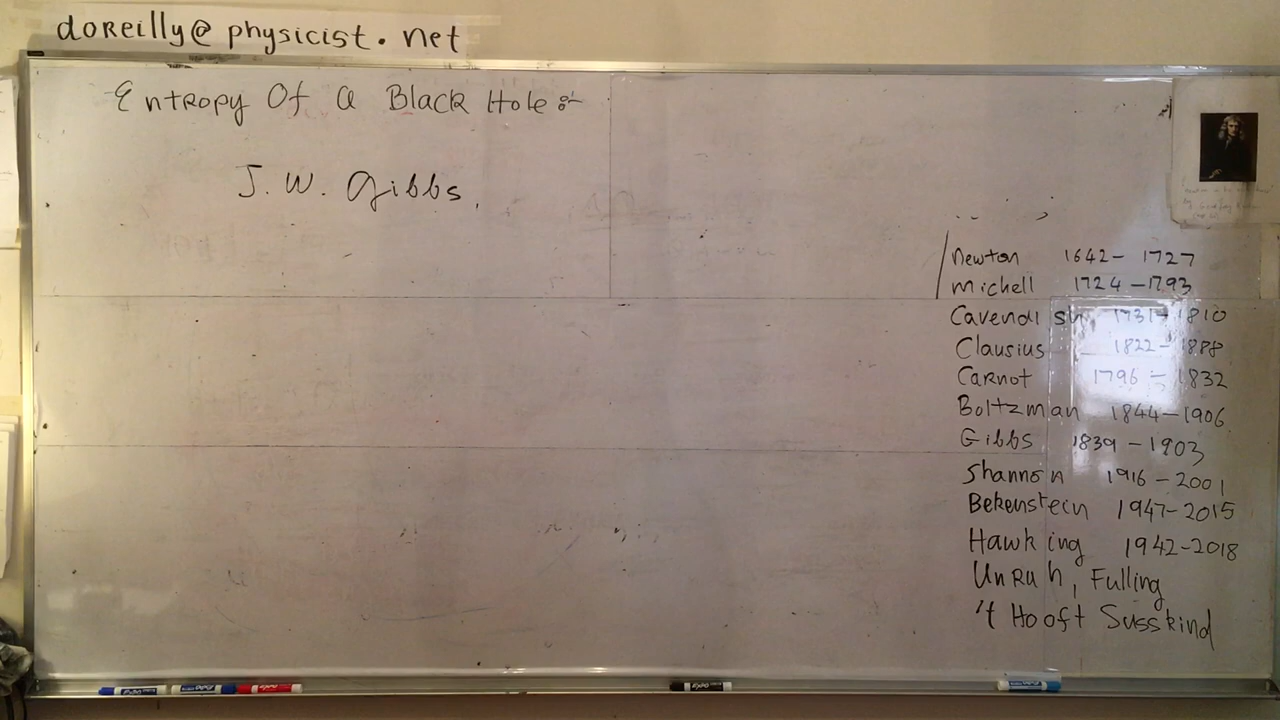 doreilly@physicist.net
Entropy Of a Black Hole :-
J. W. Gibbs,
Newton 1642 - 1727
Michell 1724 - 1793
Cavendish 1731 - 1810
Clausius 1822 - 1888
Carnot 1796 - 1832
Boltzman 1844 - 1906
Gibbs 1839 - 1903
Shannon 1916 - 2001
Bekenstein 1947 - 2015
Hawking 1942 - 2018
Unruh, Fulling
't Hooft Susskind